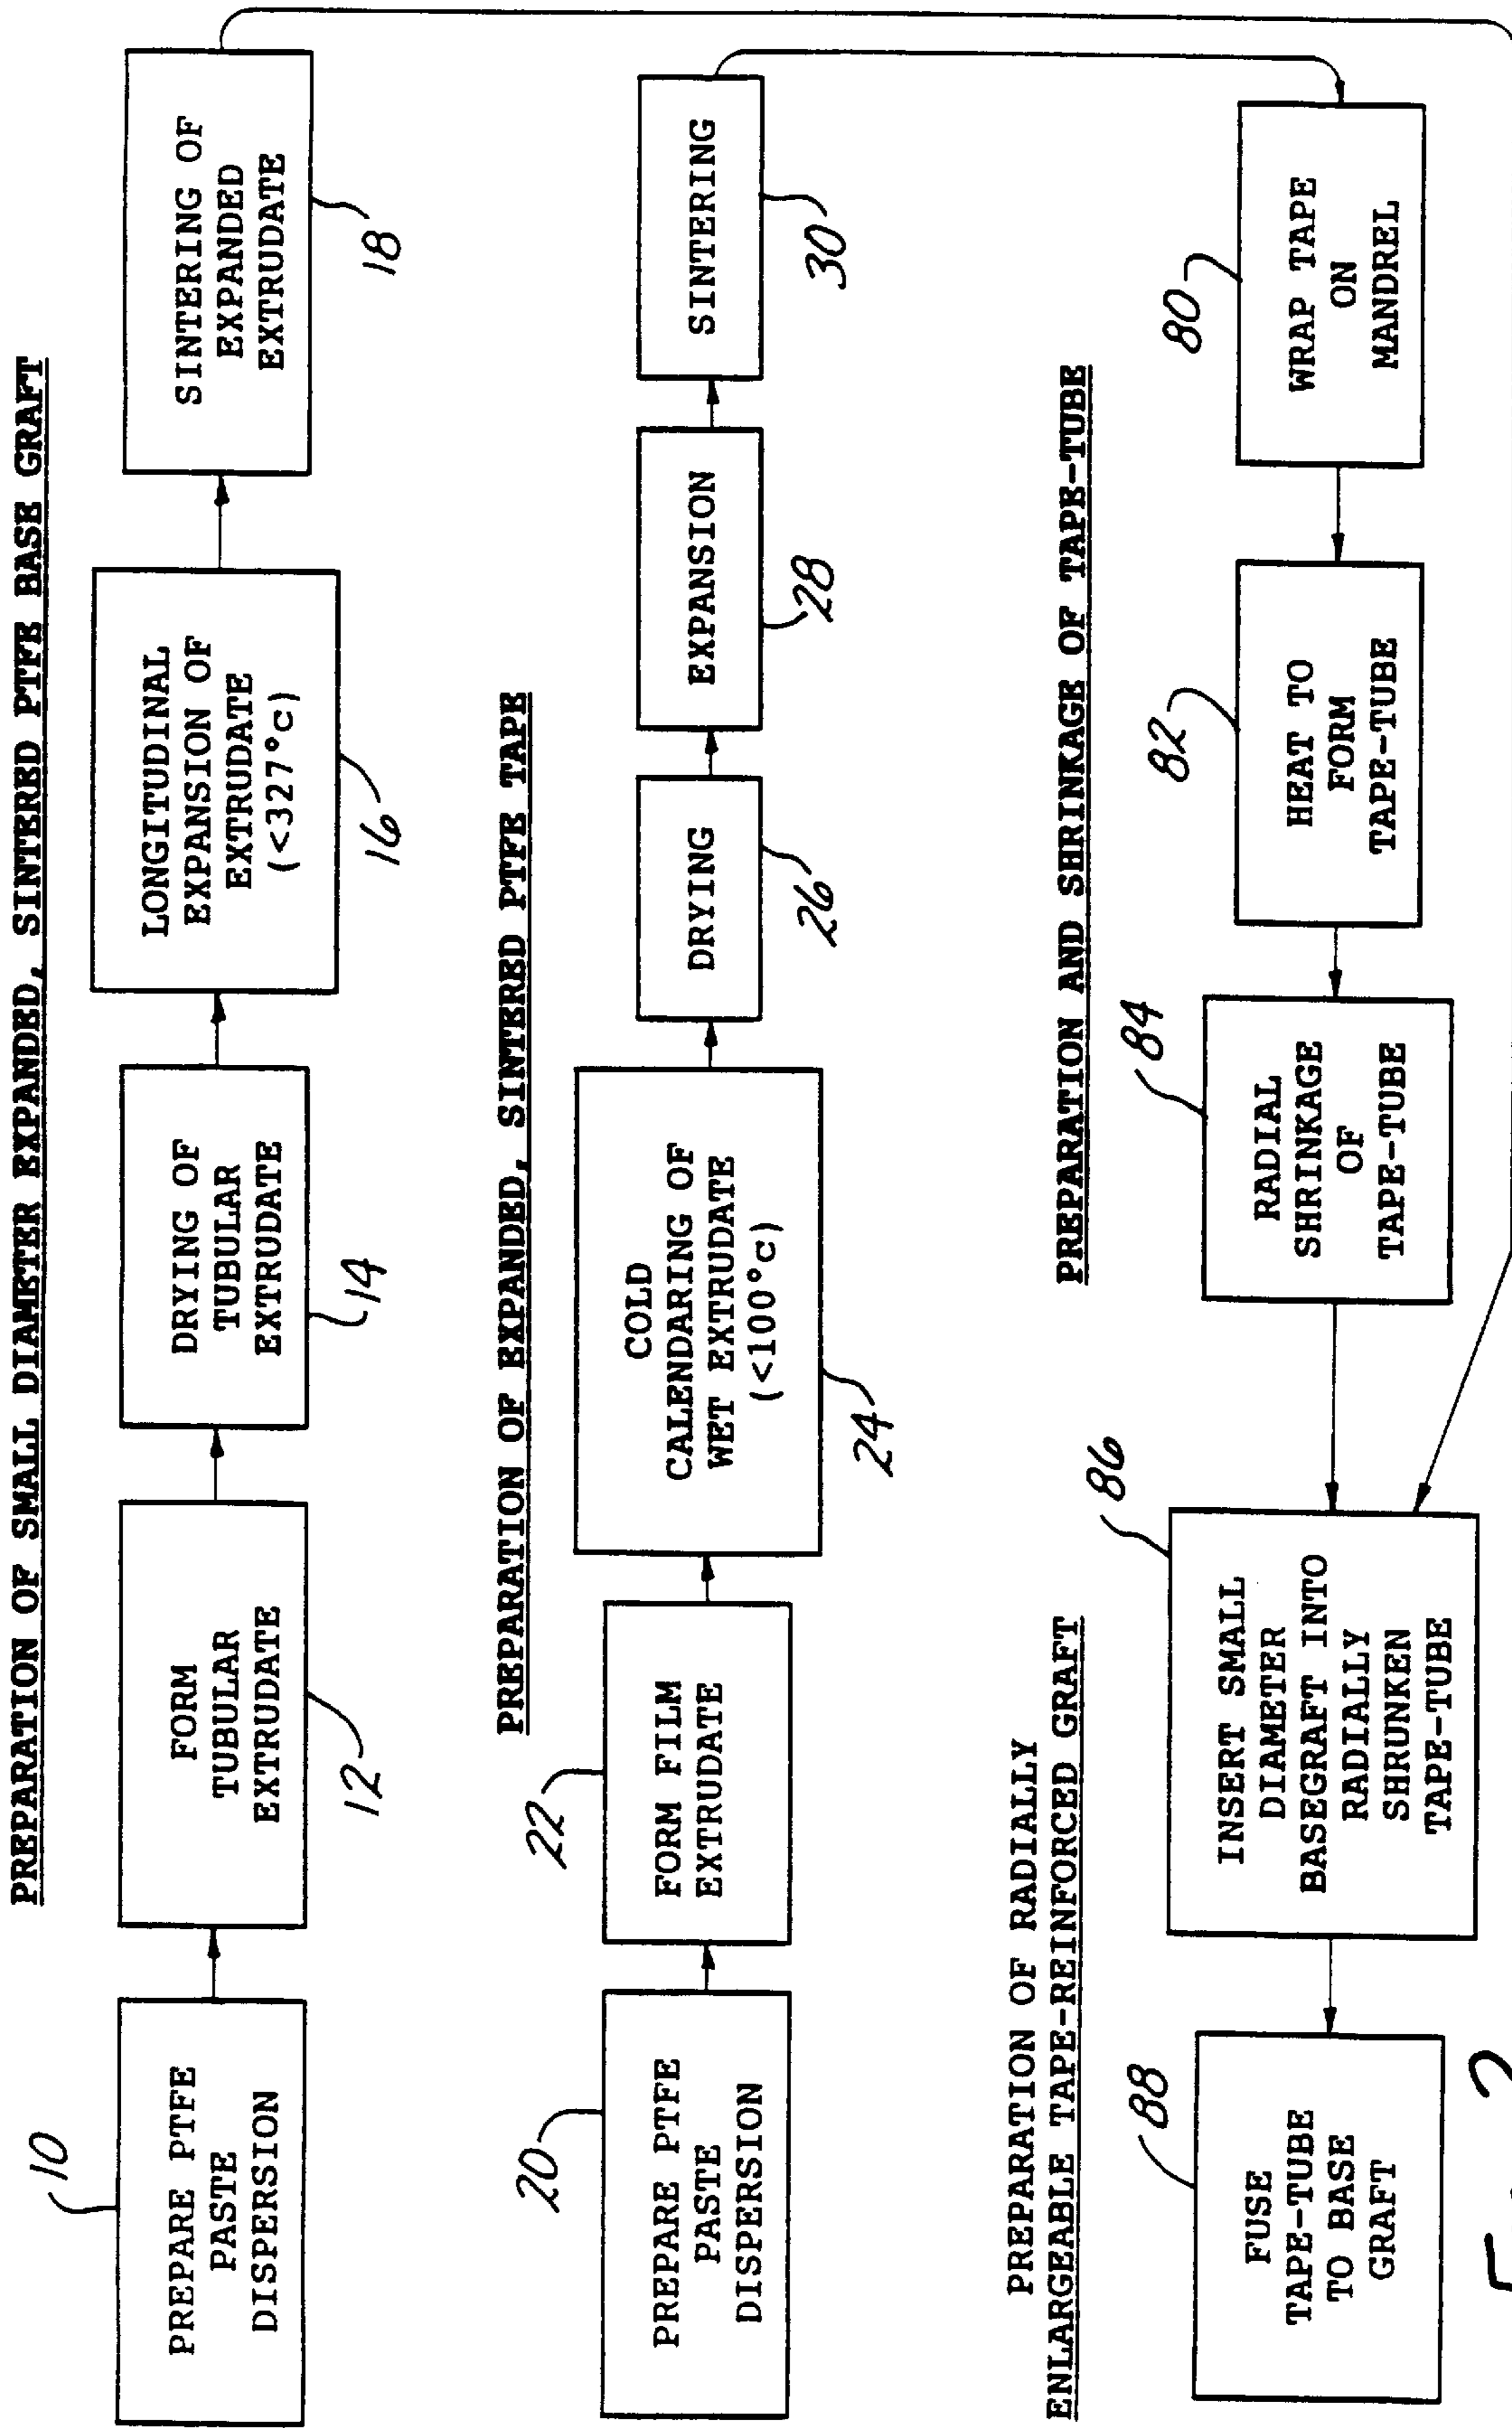 PREPARATION OF SMALL DIAMETER EXPANDED, SINTERED PTFE BASE GRAFT
10
PREPARE PTFE
PASTE
DISPERSION
FORM
TUBULAR
EXTRUDATE
12
DRYING OF
TUBULAR
EXTRUDATE
14
LONGITUDINAL
EXPANSION OF
EXTRUDATE
(<327°c)
16
SINTERING OF
EXPANDED
EXTRUDATE
18
PREPARATION OF EXPANDED, SINTERED PTFE TAPE
20
PREPARE PTFE
PASTE
DISPERSION
22
FORM FILM
EXTRUDATE
COLD
CALENDARING OF
WET EXTRUDATE
(<100°c)
24
DRYING
26
EXPANSION
28
SINTERING
30
PREPARATION AND SHRINKAGE OF TAPE-TUBE
80
WRAP TAPE
ON
MANDREL
82
HEAT TO
FORM
TAPE-TUBE
84
RADIAL
SHRINKAGE
OF
TAPE-TUBE
PREPARATION OF RADIALLY
ENLARGEABLE TAPE-REINFORCED GRAFT
86
INSERT SMALL
DIAMETER
BASEGRAFT INTO
RADIALLY
SHRUNKEN
TAPE-TUBE
88
FUSE
TAPE-TUBE
TO BASE
GRAFT